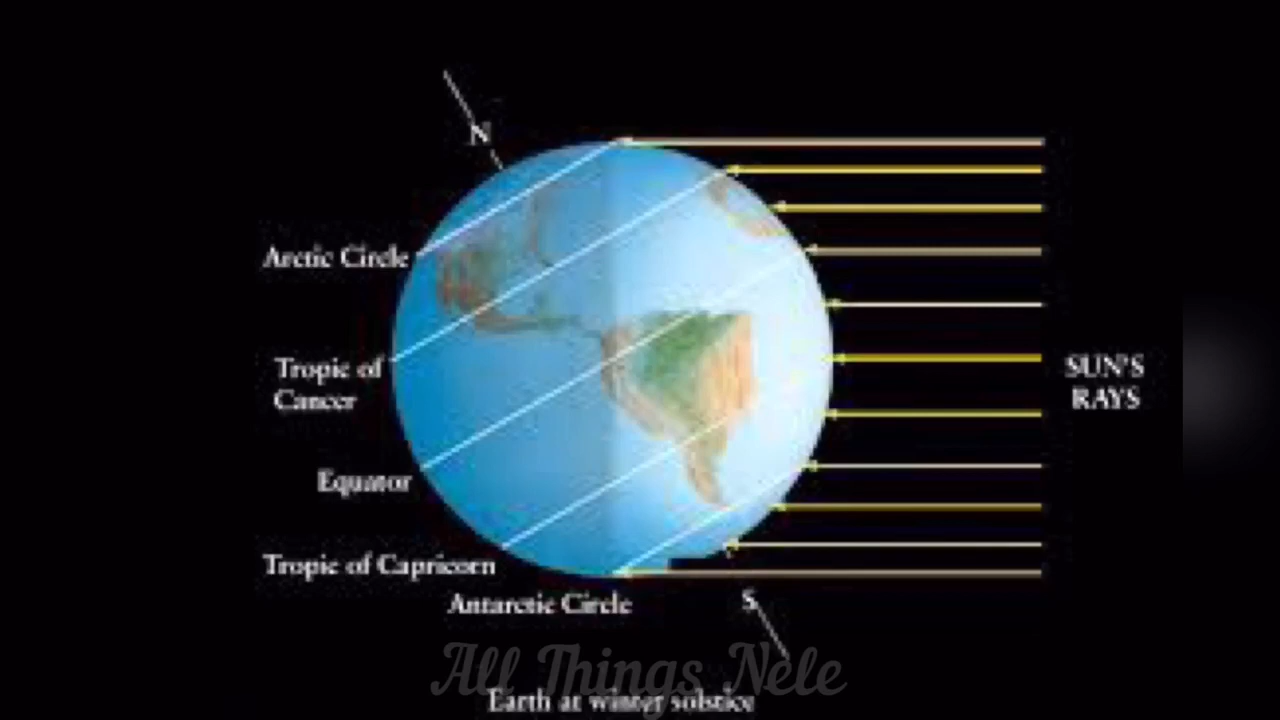 N
Arctic Circle
Tropic of
Cancer
SUN'S
RAYS
Equator
Tropic of Capricorn
Antarctic Circle
S
All Things Nele
Earth at winter solstice